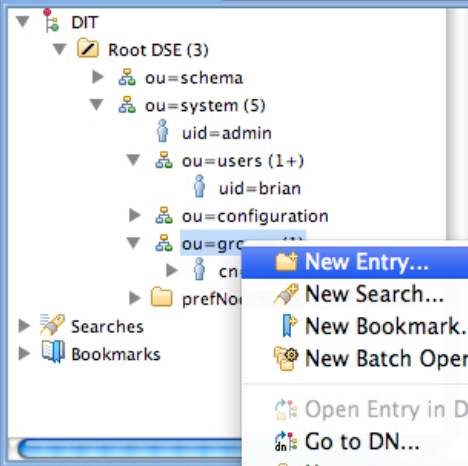 DIT
Root DSE (3)
ou=schema
ou=system (5)
uid=admin
ou=users (1+)
uid=brian
ou=configuration
New Entry...
cn
New Search...
Searches
New Bookmark.
Bookmarks
New Batch Oper
Open Entry in D
Go to DN...